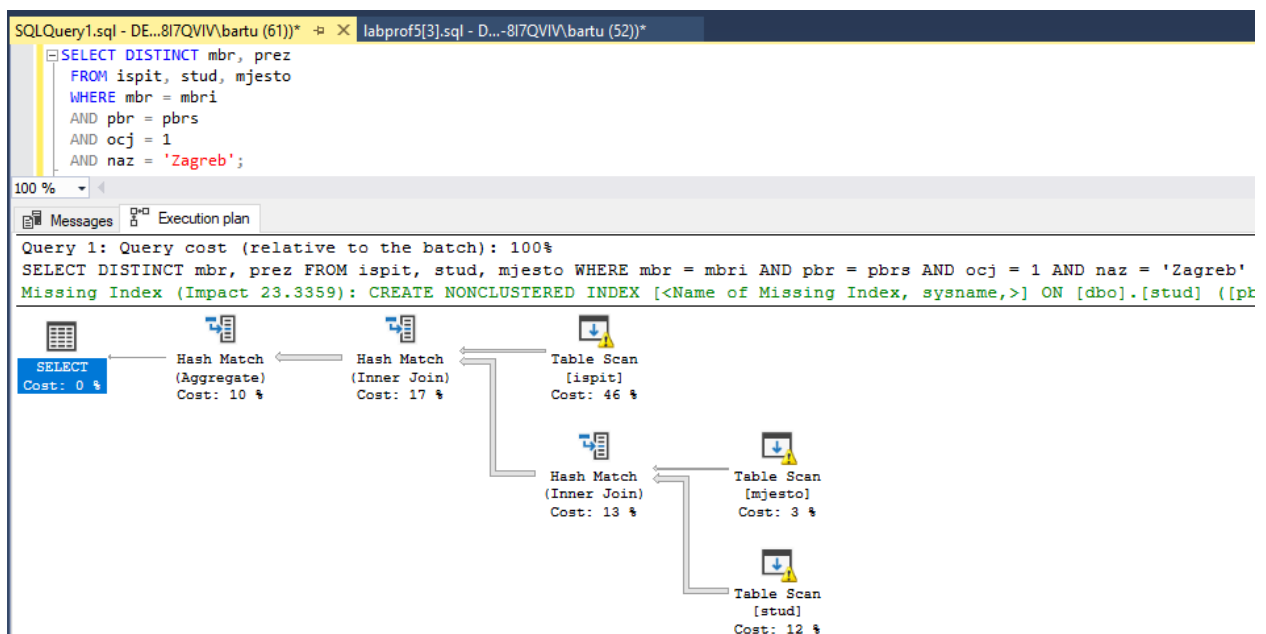 SQLQuery1.sql - DE...8I7QVIV\bartu (61))* labprof5[3].sql - D...-8I7QVIV\bartu (52))*
SELECT DISTINCT mbr, prez
FROM ispit, stud, mjesto
WHERE mbr = mbri
AND pbr = pbrs
AND ocj = 1
AND naz = 'Zagreb';
100 %
Messages Execution plan
Query 1: Query cost (relative to the batch): 100%
SELECT DISTINCT mbr, prez FROM ispit, stud, mjesto WHERE mbr = mbri AND pbr = pbrs AND ocj = 1 AND naz = 'Zagreb'
Missing Index (Impact 23.3359): CREATE NONCLUSTERED INDEX [<Name of Missing Index, sysname,>] ON [dbo].[stud] ([pb
SELECT
Cost: 0 %
Hash Match
(Aggregate)
Cost: 10 %
Hash Match
(Inner Join)
Cost: 17 %
Table Scan
[ispit]
Cost: 46 %
Hash Match
(Inner Join)
Cost: 13 %
Table Scan
[mjesto]
Cost: 3 %
Table Scan
[stud]
Cost: 12 %